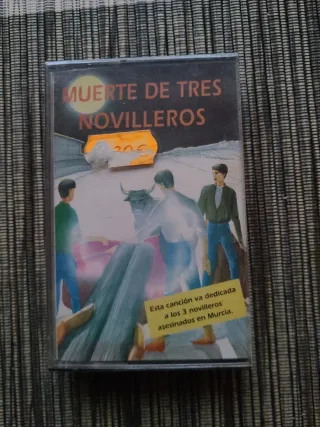 MUERTE DE TRES
NOVILLEROS
Esta canción va dedicada
a los 3 novilleros
asesinados en Murcia.